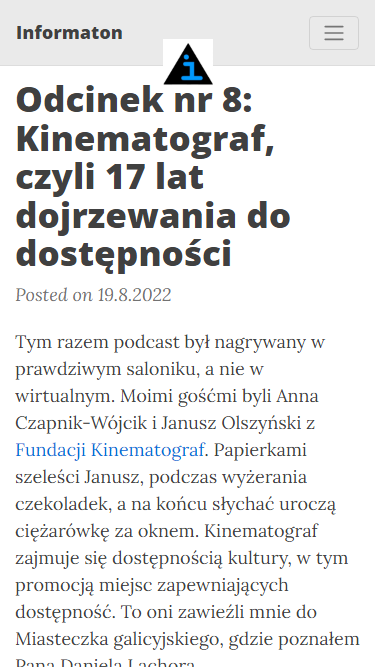 Informaton
i
Odcinek nr 8:
Kinematograf,
czyli 17 lat
dojrzewania do
dostępności
Posted on 19.8.2022
Tym razem podcast był nagrywany w
prawdziwym saloniku, a nie w
wirtualnym. Moimi gośćmi byli Anna
Czapnik-Wójcik i Janusz Olszyński z
Fundacji Kinematograf. Papierkami
szeleści Janusz, podczas wyżerania
czekoladek, a na końcu słychać uroczą
ciężarówkę za oknem. Kinematograf
zajmuje się dostępnością kultury, w tym
promocją miejsc zapewniających
dostępność. To oni zawieźli mnie do
Miasteczka galicyjskiego, gdzie poznałem
Pana Daniela Lachora